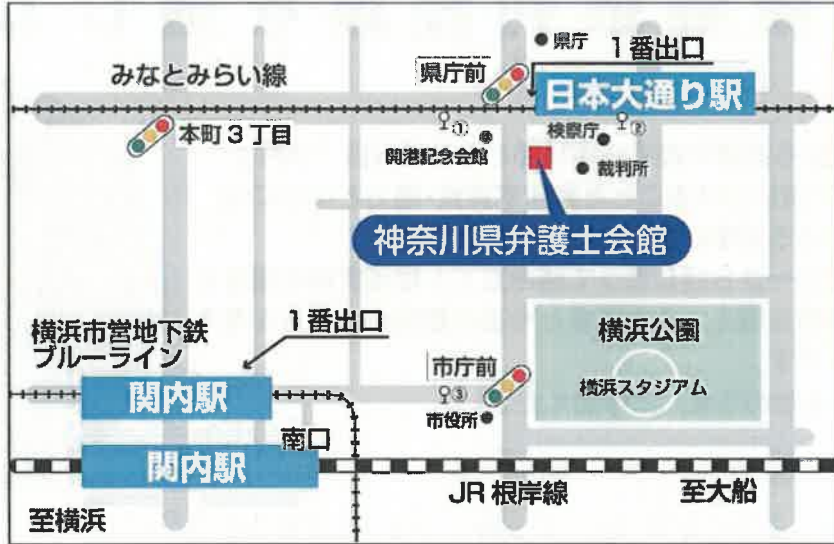 県庁
1番出口
みなとみらい線
県庁前
日本大通り駅
本町3丁目
①
開港記念会館
検察庁
②
裁判所
神奈川県弁護士会館
横浜市営地下鉄
ブルーライン
1番出口
関内駅
市庁前
③
市役所
横浜公園
横浜スタジアム
南口
関内駅
JR根岸線
至大船
至横浜